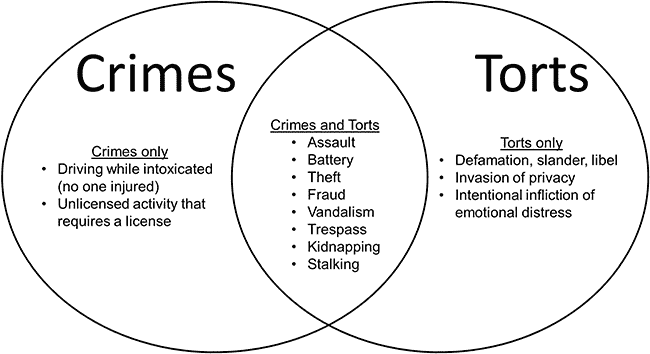 Crimes
Torts
Crimes only
• Driving while intoxicated
(no one injured)
• Unlicensed activity that
requires a license
Crimes and Torts
• Assault
• Battery
• Theft
• Fraud
• Vandalism
• Trespass
• Kidnapping
• Stalking
Torts only
• Defamation, slander, libel
• Invasion of privacy
• Intentional infliction of
emotional distress